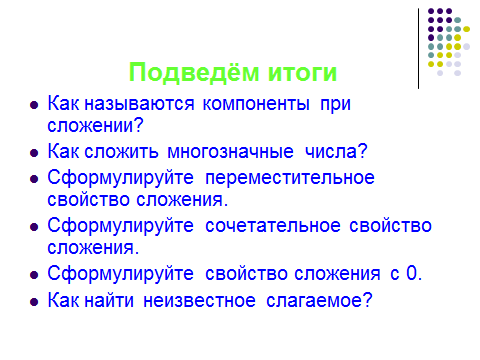 Подведём итоги
Как называются компоненты при
сложении?
Как сложить многозначные числа?
Сформулируйте переместительное
свойство сложения.
Сформулируйте сочетательное свойство
сложения.
Сформулируйте свойство сложения с 0.
Как найти неизвестное слагаемое?